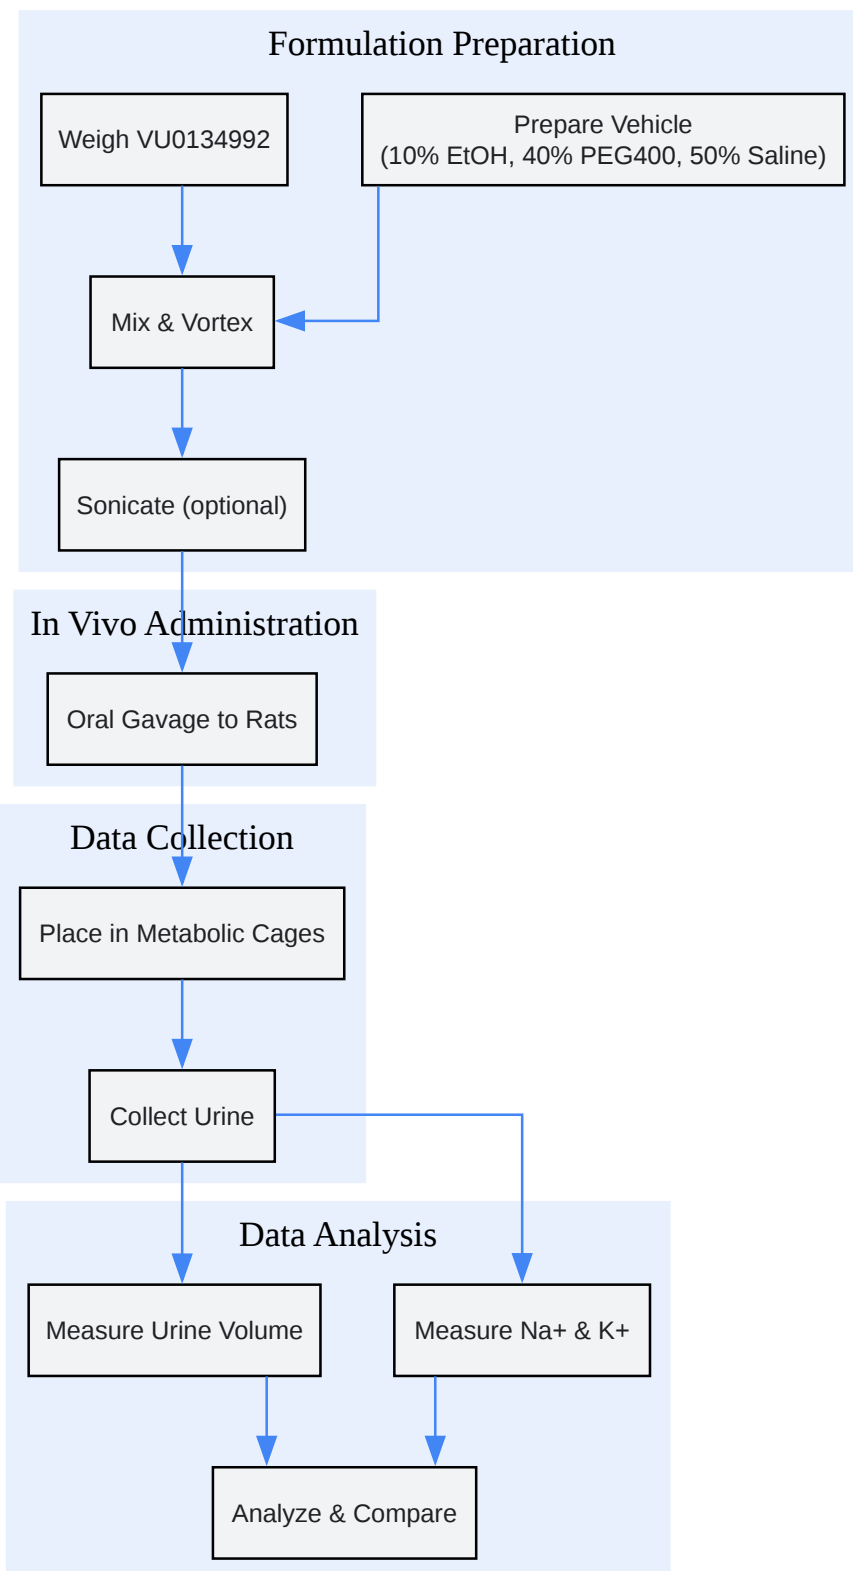 Formulation Preparation
Weigh VU0134992
Prepare Vehicle
(10% EtOH, 40% PEG400, 50% Saline)
Mix & Vortex
Sonicate (optional)
In Vivo Administration
Oral Gavage to Rats
Data Collection
Place in Metabolic Cages
Collect Urine
Data Analysis
Measure Urine Volume
Measure Na+ & K+
Analyze & Compare